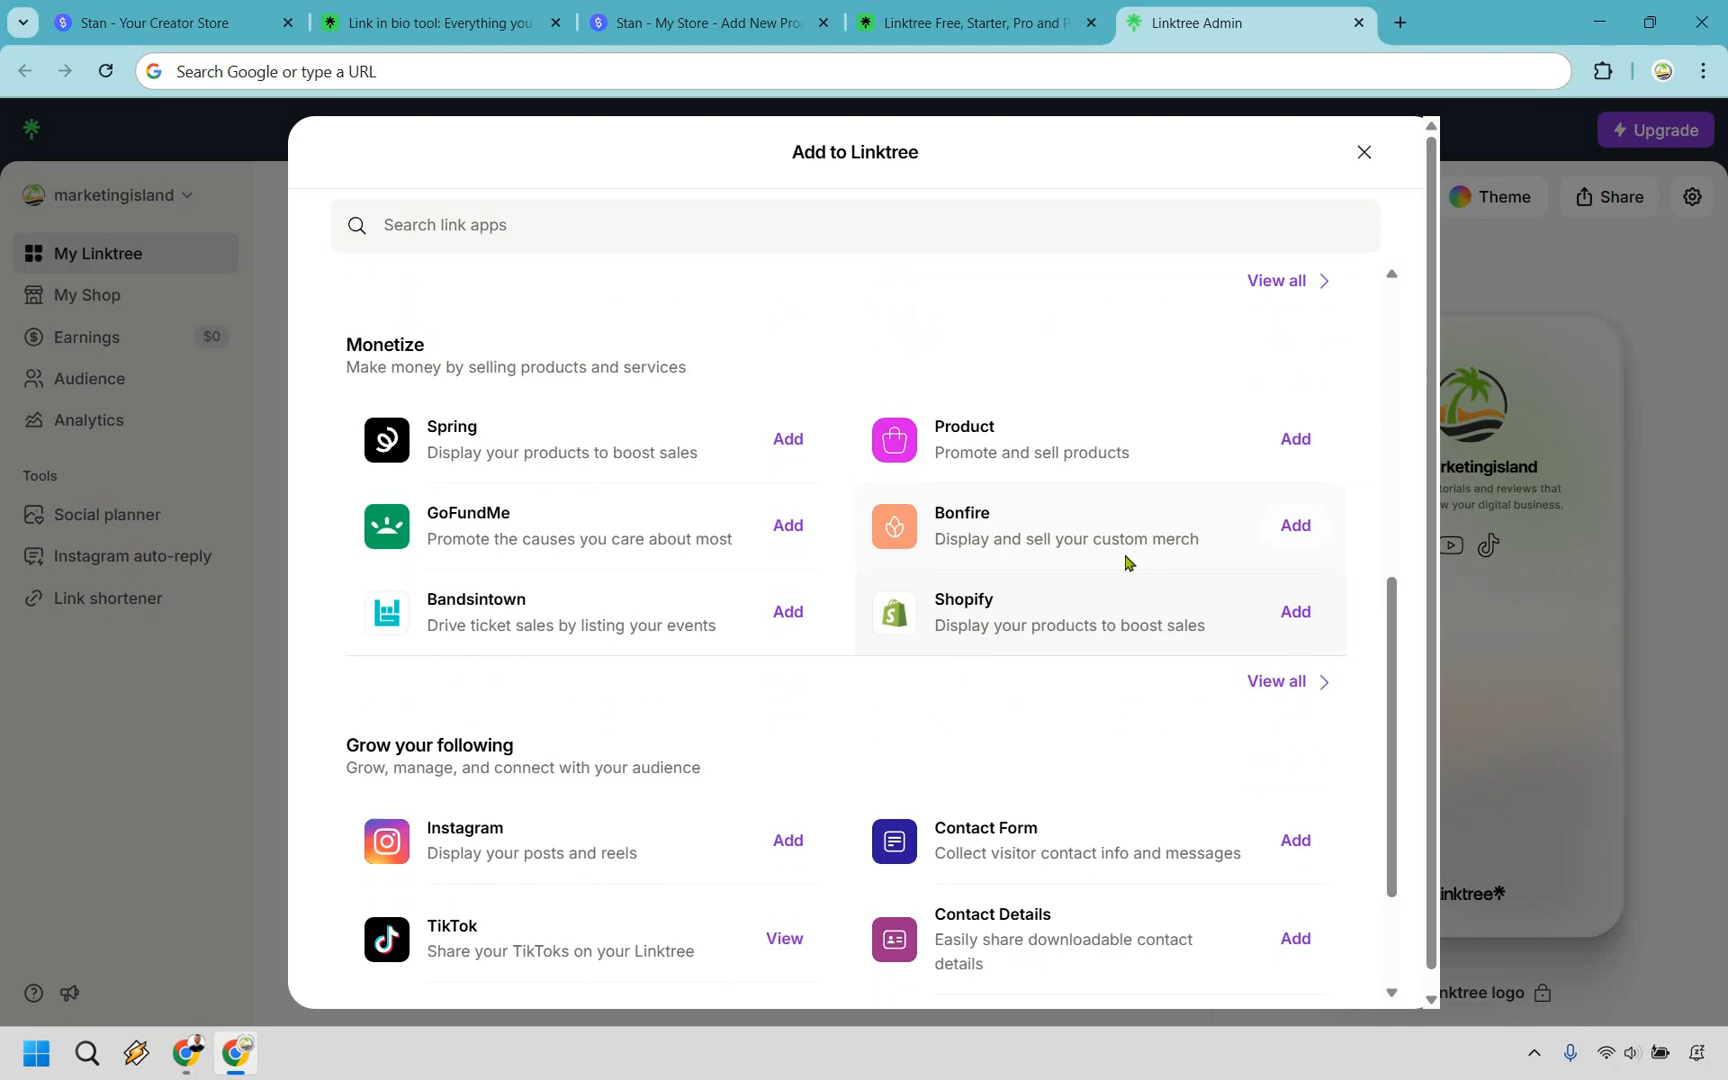 Stan - Your Creator Store
Link in bio tool: Everything you
Stan - My Store - Add New Pro
Linktree Free, Starter, Pro and P
Linktree Admin
Search Google or type a URL
Upgrade
Add to Linktree
marketingisland
Theme
Share
Search link apps
My Linktree
My Shop
Earnings
$0
Audience
Analytics
Tools
Social planner
Instagram auto-reply
Link shortener
View all
Monetize
Make money by selling products and services
Spring
Display your products to boost sales
Add
Product
Promote and sell products
Add
GoFundMe
Promote the causes you care about most
Add
Bonfire
Display and sell your custom merch
Add
Bandsintown
Drive ticket sales by listing your events
Add
Shopify
Display your products to boost sales
Add
View all
Grow your following
Grow, manage, and connect with your audience
Instagram
Display your posts and reels
Add
Contact Form
Collect visitor contact info and messages
Add
TikTok
Share your TikToks on your Linktree
View
Contact Details
Easily share downloadable contact
details
Add
rketingisland
torials and reviews that
w your digital business.
inktree
nktree logo